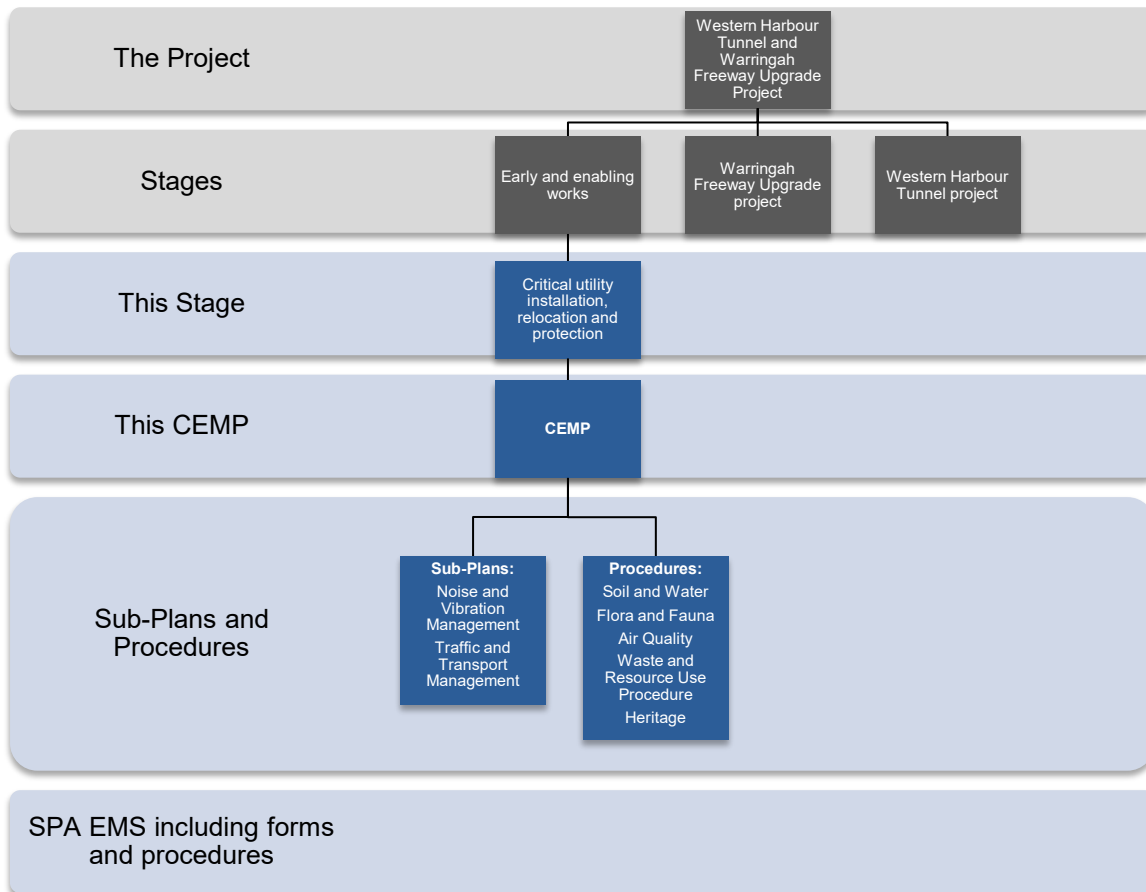 The Project
Western Harbour
Tunnel and
Warringah
Freeway Upgrade
Project
Stages
Early and enabling
works
Warringah
Freeway Upgrade
project
Western Harbour
Tunnel project
This Stage
Critical utility
installation,
relocation and
protection
This CEMP
CEMP
Sub-Plans and
Procedures
Sub-Plans:
Noise and
Vibration
Management
Traffic and
Transport
Management
Procedures:
Soil and Water
Flora and Fauna
Air Quality
Waste and
Resource Use
Procedure
Heritage
SPA EMS including forms
and procedures